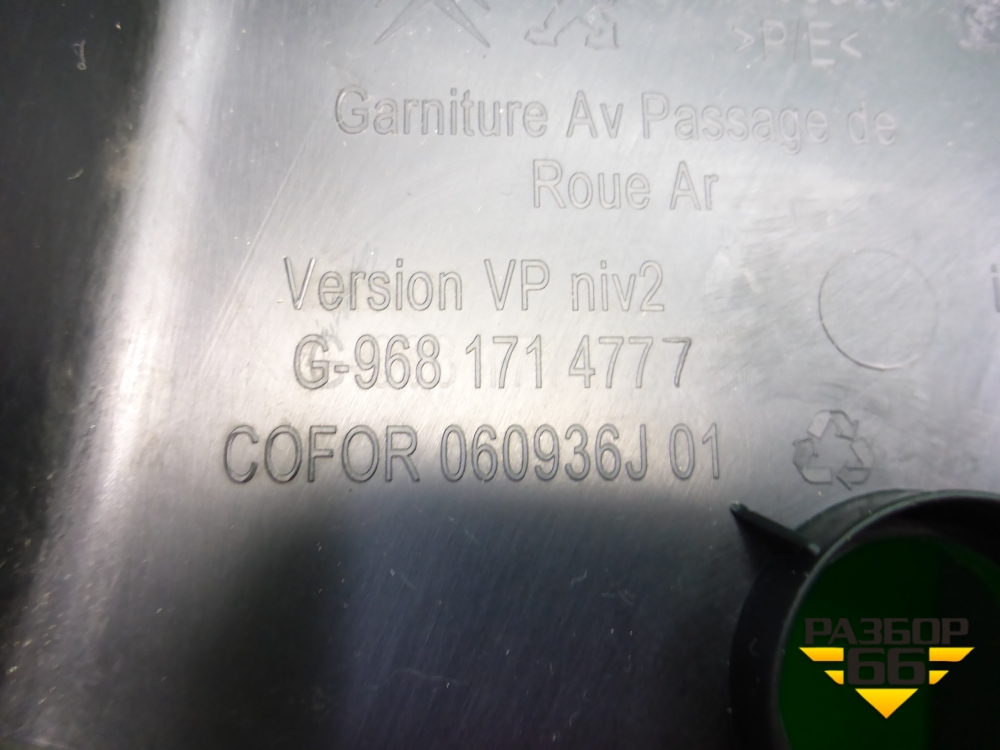 >P/E<
Garniture Av Passage de
Roue Ar
Version VP niv2
G-968 171 4777
COFOR 060936J 01
РАЗБОР
66